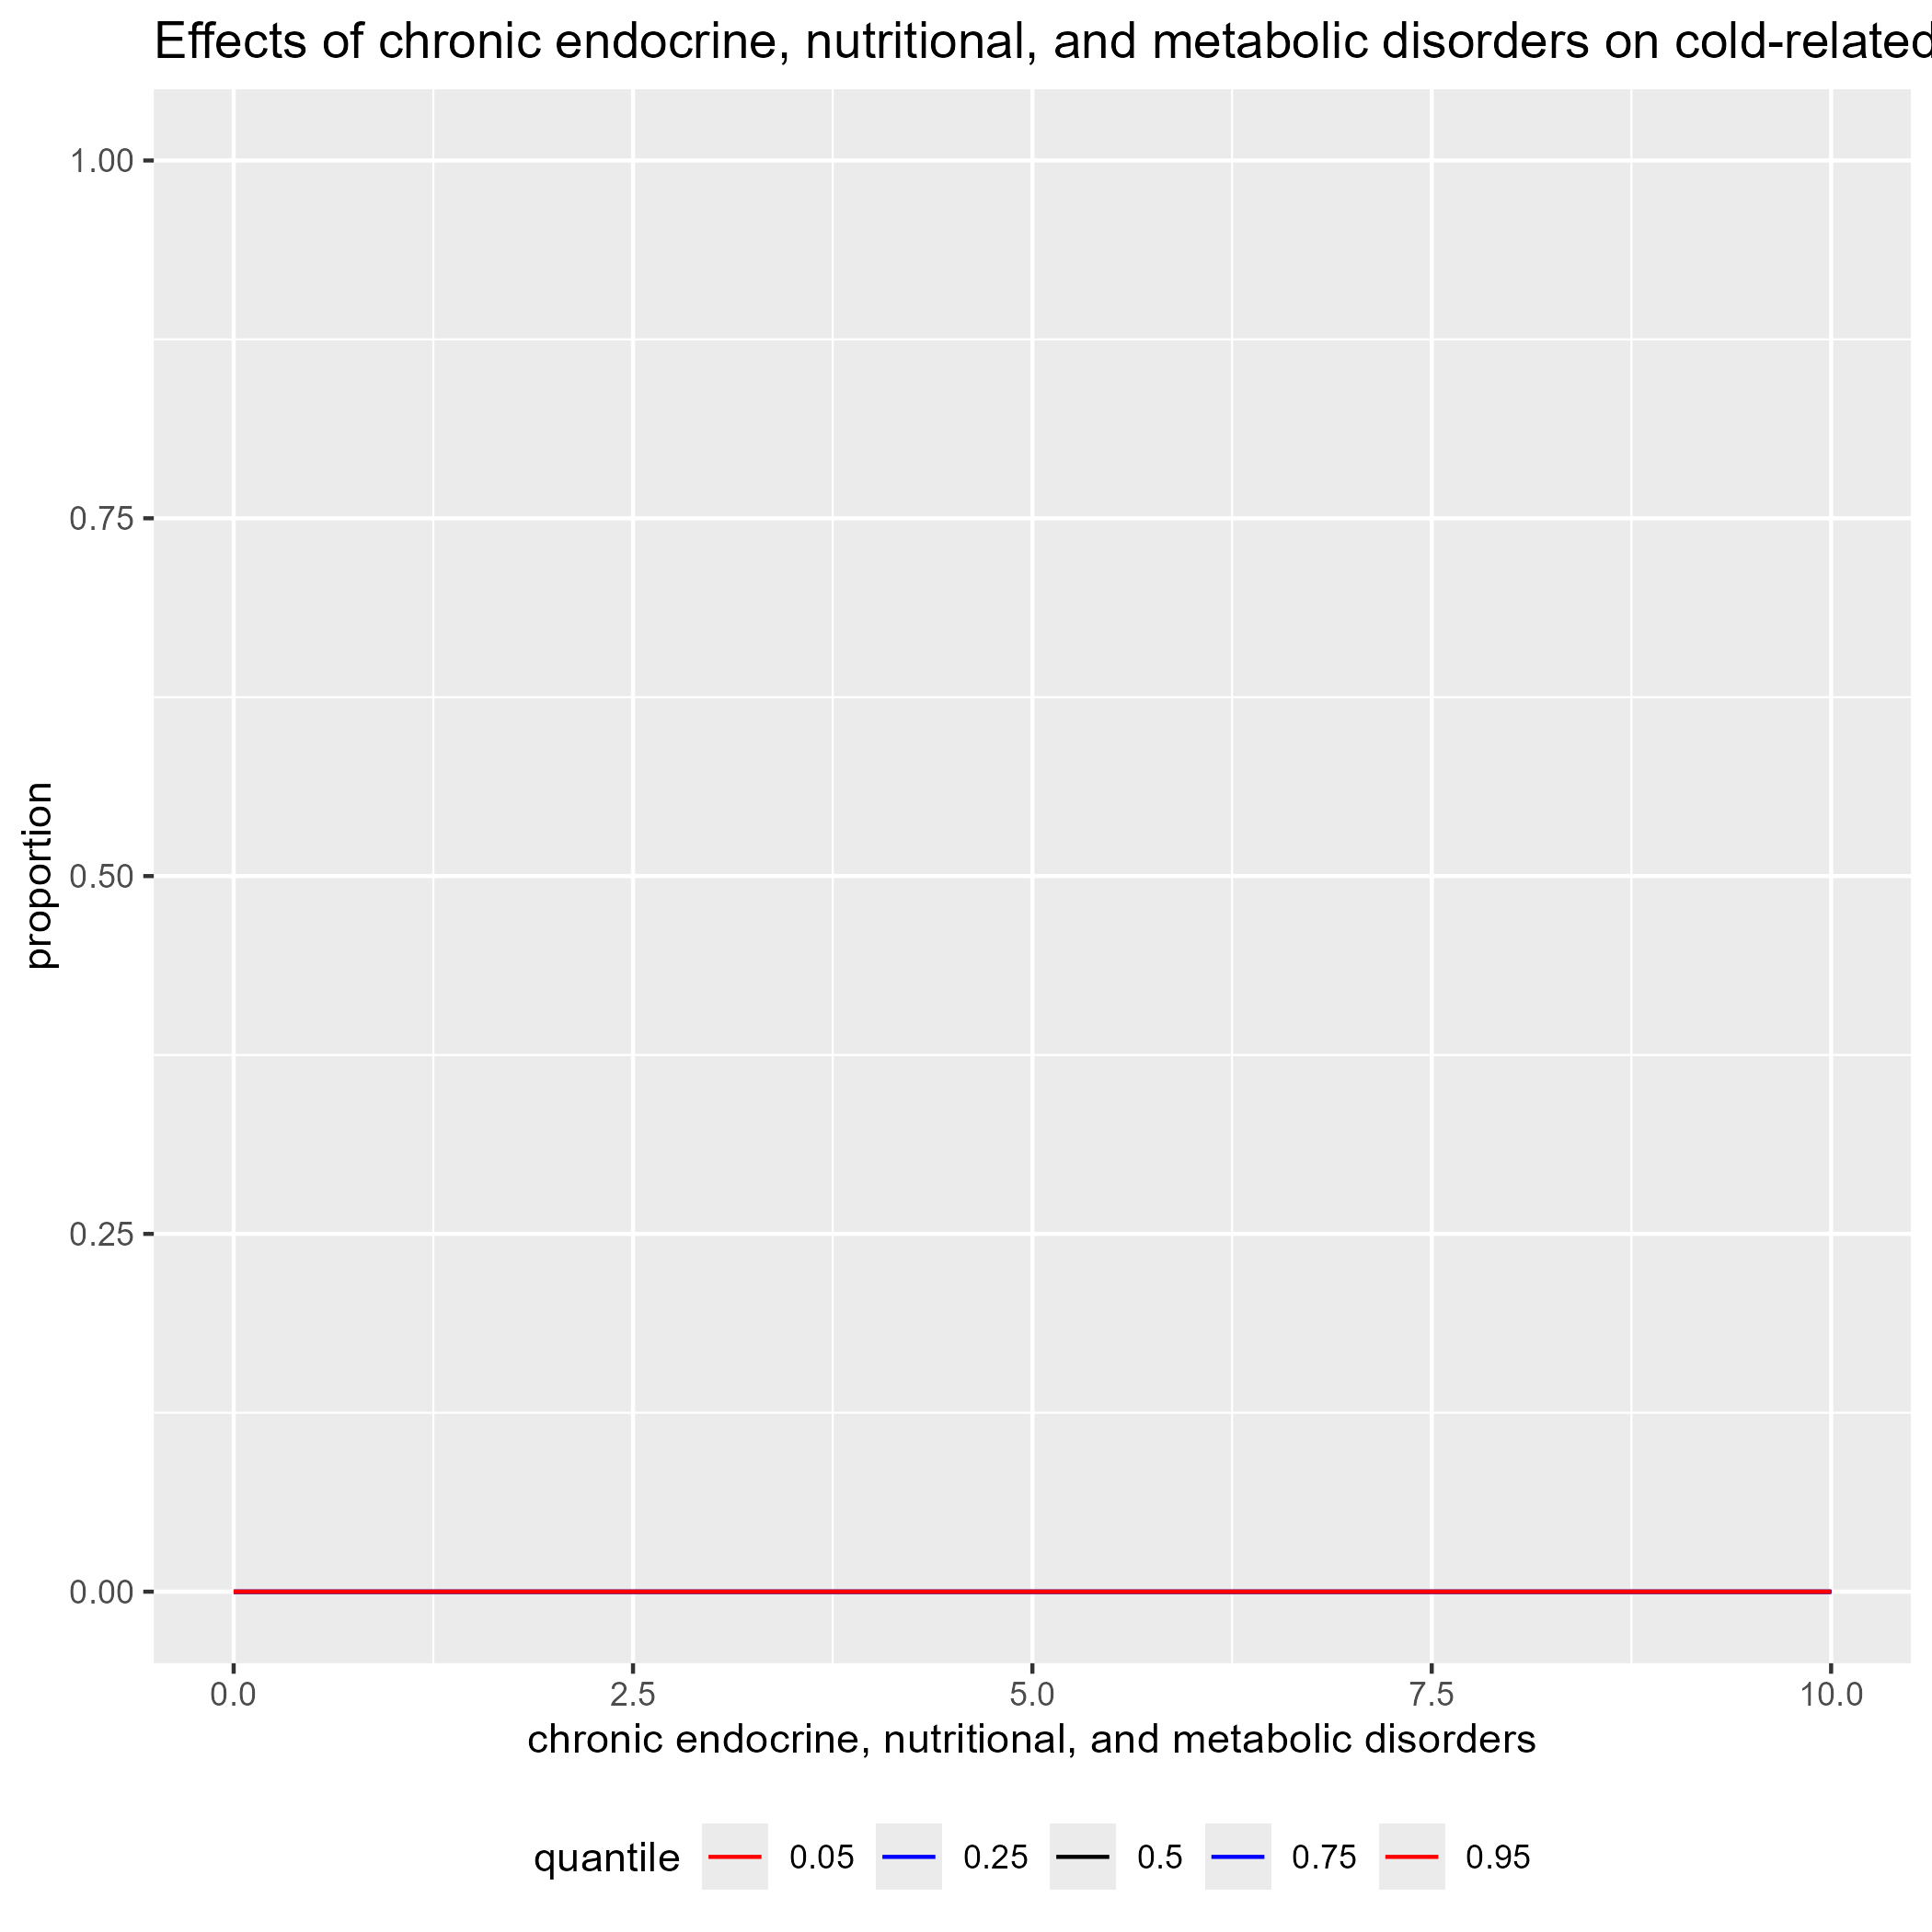 Effects of chronic endocrine, nutritional, and metabolic disorders on cold-related
1.00
0.75
0.50
0.25
0.00
proportion
0.0 2.5 5.0 7.5 10.0
chronic endocrine, nutritional, and metabolic disorders
quantile 0.05 0.25 0.5 0.75 0.95